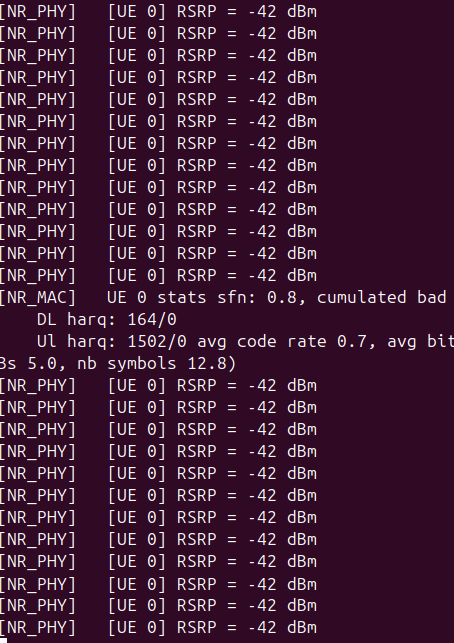 [NR_PHY]   [UE 0] RSRP = -42 dBm
[NR_PHY]   [UE 0] RSRP = -42 dBm
[NR_PHY]   [UE 0] RSRP = -42 dBm
[NR_PHY]   [UE 0] RSRP = -42 dBm
[NR_PHY]   [UE 0] RSRP = -42 dBm
[NR_PHY]   [UE 0] RSRP = -42 dBm
[NR_PHY]   [UE 0] RSRP = -42 dBm
[NR_PHY]   [UE 0] RSRP = -42 dBm
[NR_PHY]   [UE 0] RSRP = -42 dBm
[NR_PHY]   [UE 0] RSRP = -42 dBm
[NR_PHY]   [UE 0] RSRP = -42 dBm
[NR_PHY]   [UE 0] RSRP = -42 dBm
[NR_PHY]   [UE 0] RSRP = -42 dBm
[NR_MAC]   UE 0 stats sfn: 0.8, cumulated bad
    DL harq: 164/0
    Ul harq: 1502/0 avg code rate 0.7, avg bit
Bs 5.0, nb symbols 12.8)
[NR_PHY]   [UE 0] RSRP = -42 dBm
[NR_PHY]   [UE 0] RSRP = -42 dBm
[NR_PHY]   [UE 0] RSRP = -42 dBm
[NR_PHY]   [UE 0] RSRP = -42 dBm
[NR_PHY]   [UE 0] RSRP = -42 dBm
[NR_PHY]   [UE 0] RSRP = -42 dBm
[NR_PHY]   [UE 0] RSRP = -42 dBm
[NR_PHY]   [UE 0] RSRP = -42 dBm
[NR_PHY]   [UE 0] RSRP = -42 dBm
[NR_PHY]   [UE 0] RSRP = -42 dBm
[NR_PHY]   [UE 0] RSRP = -42 dBm
[NR_PHY]   [UE 0] RSRP = -42 dBm